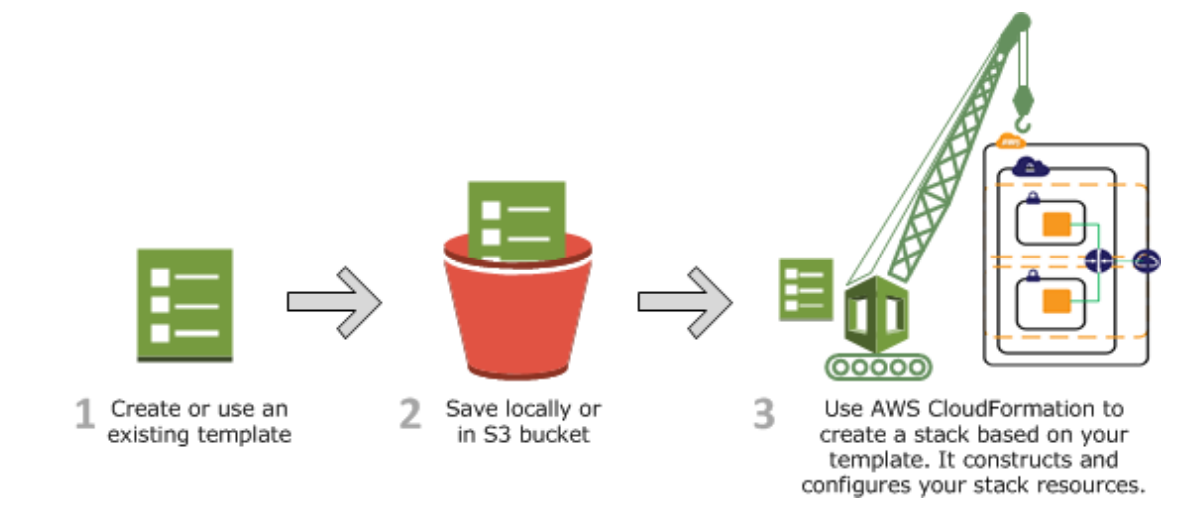 AWS
1
Create or use an
existing template
2
Save locally or
in S3 bucket
3
Use AWS CloudFormation to
create a stack based on your
template. It constructs and
configures your stack resources.